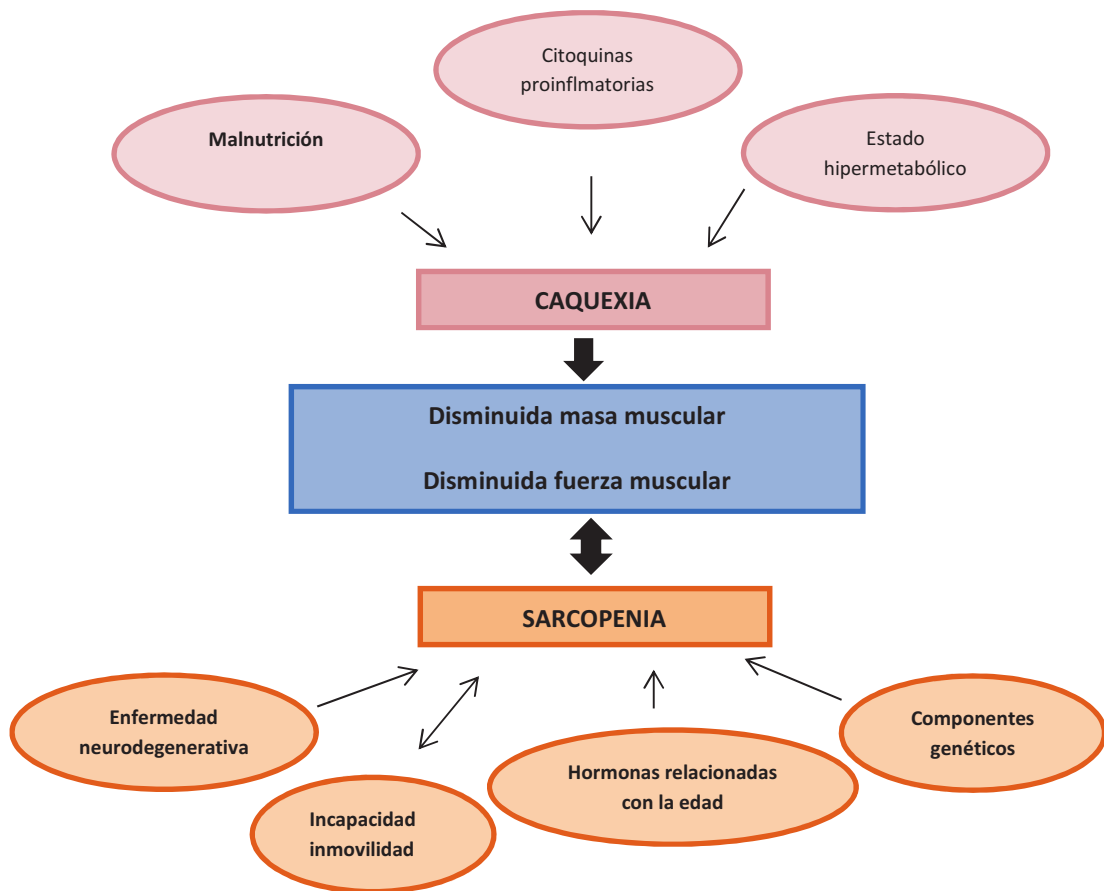 Citoquinas
proinflmatorias
Malnutrición
Estado
hipermetabólico
CAQUEXIA
Disminuida masa muscular
Disminuida fuerza muscular
SARCOPENIA
Enfermedad
neurodegenerativa
Incapacidad
inmovilidad
Hormonas relacionadas
con la edad
Componentes
genéticos